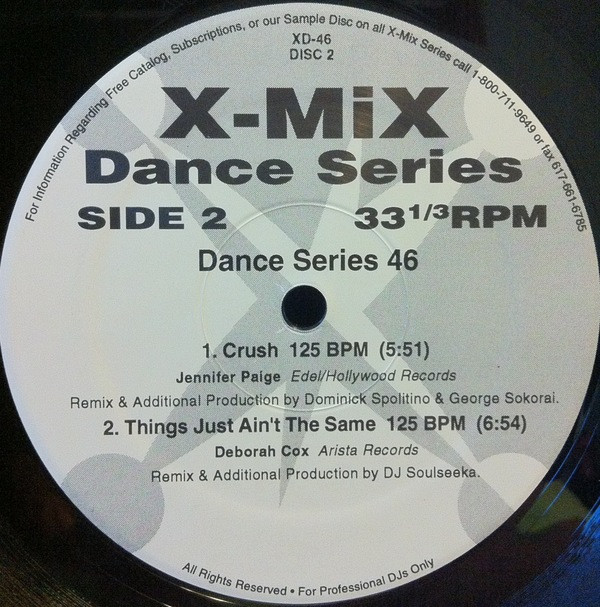 For Information Regarding Free Catalog, Subscriptions, or our Sample Disc on all X-Mix Series call 1-800-711-9649 or fax 617-661-6785
XD-46
DISC 2
X-MiX
Dance Series
SIDE 2 33 1/3 RPM
Dance Series 46
1. Crush 125 BPM (5:51)
Jennifer Paige Edel/Hollywood Records
Remix & Additional Production by Dominick Spolitino & George Sokorai.
2. Things Just Ain't The Same 125 BPM (6:54)
Deborah Cox Arista Records
Remix & Additional Production by DJ Soulseeka.
All Rights Reserved • For Professional DJs Only